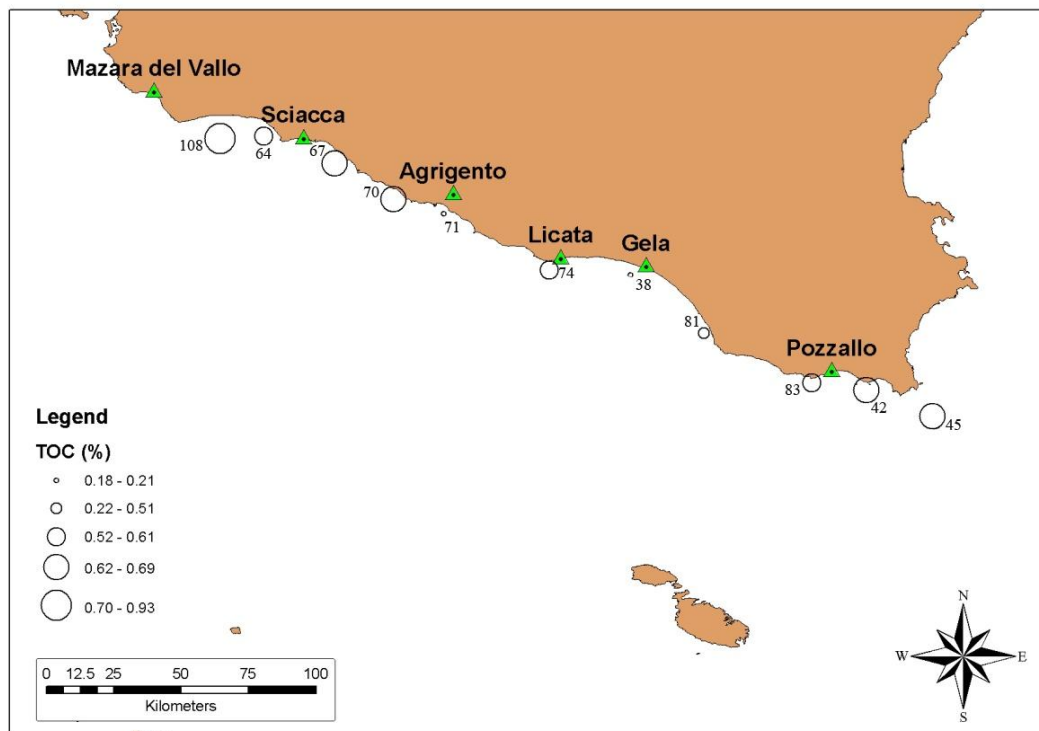 Mazara del Vallo
Sciacca
108
64
67
Agrigento
70
71
Licata
Gela
74
38
81
Pozzallo
83
42
45
Legend
TOC (%)
0.18 - 0.21
0.22 - 0.51
0.52 - 0.61
0.62 - 0.69
0.70 - 0.93
0 12.5 25 50 75 100
Kilometers
N
W E
S